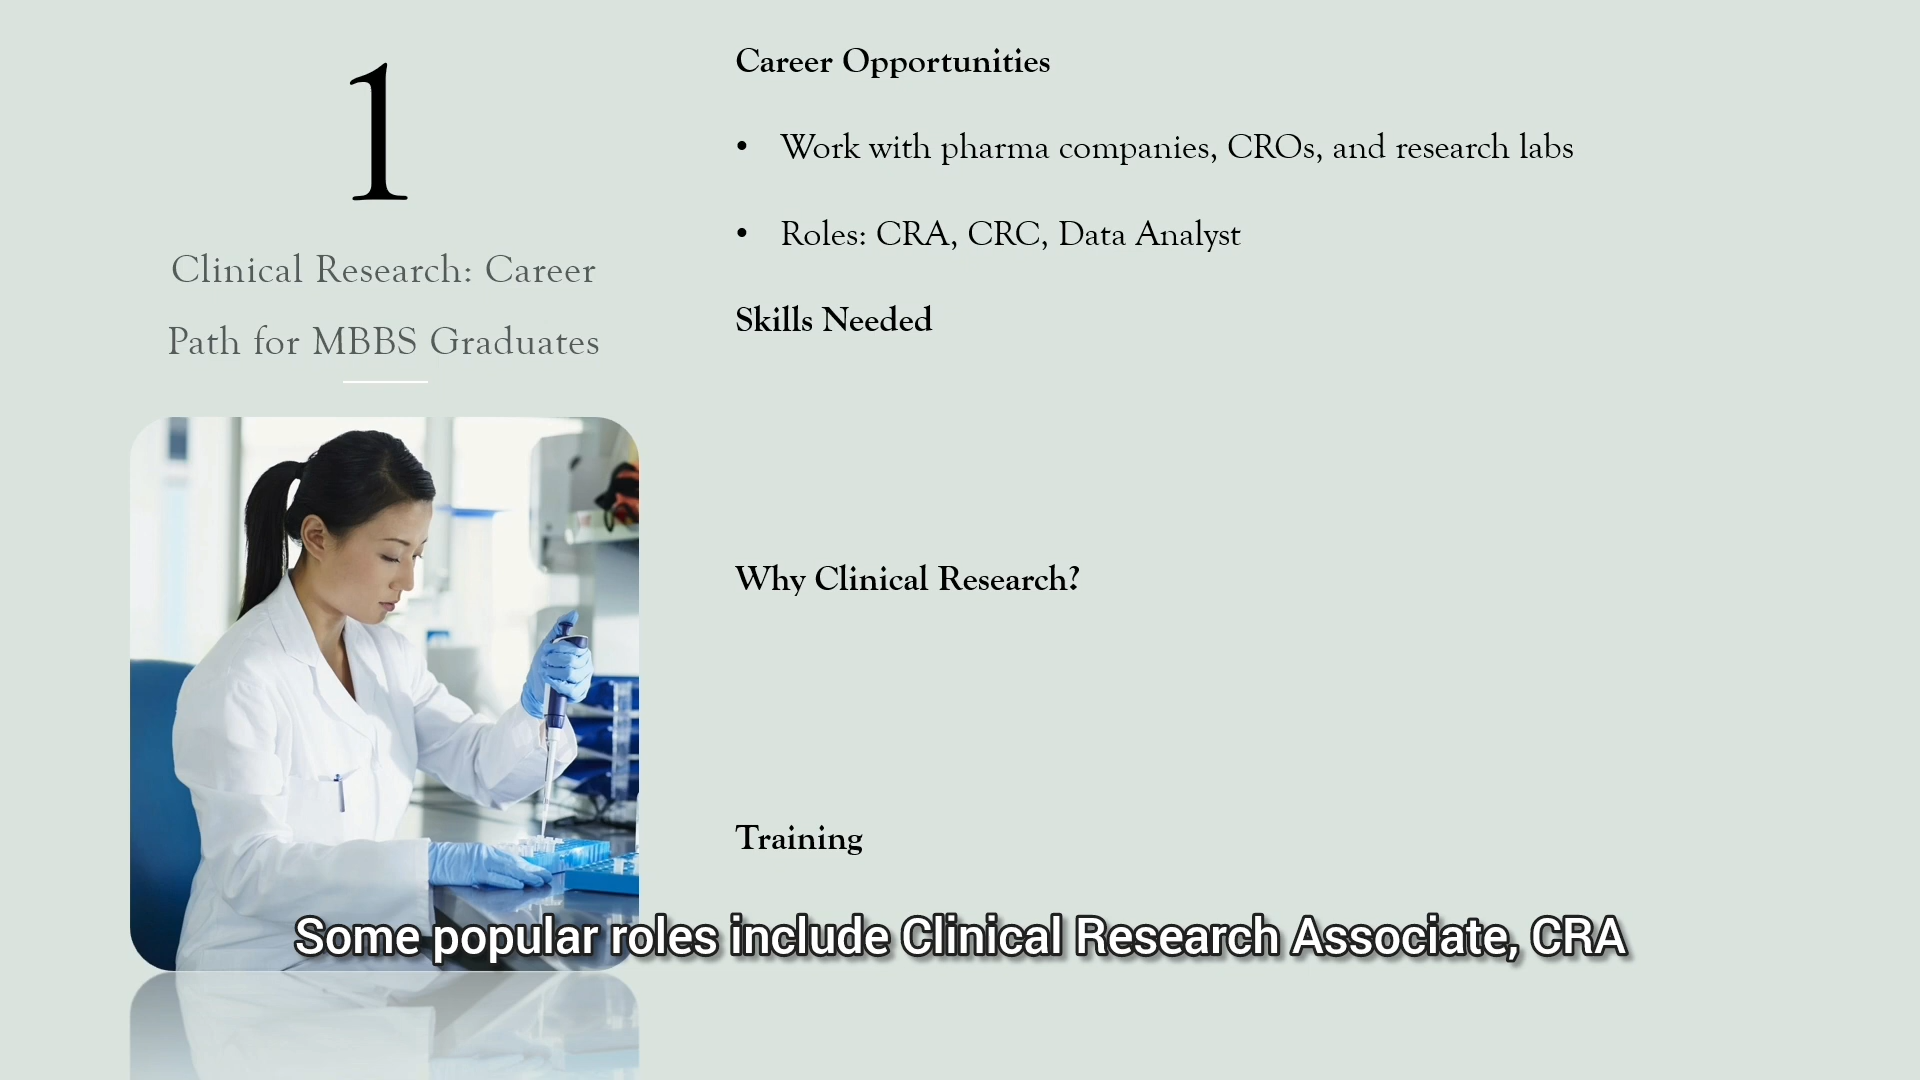 1
Clinical Research: Career
Path for MBBS Graduates
Career Opportunities
• Work with pharma companies, CROs, and research labs
• Roles: CRA, CRC, Data Analyst
Skills Needed
Why Clinical Research?
Training
Some popular roles include Clinical Research Associate, CRA